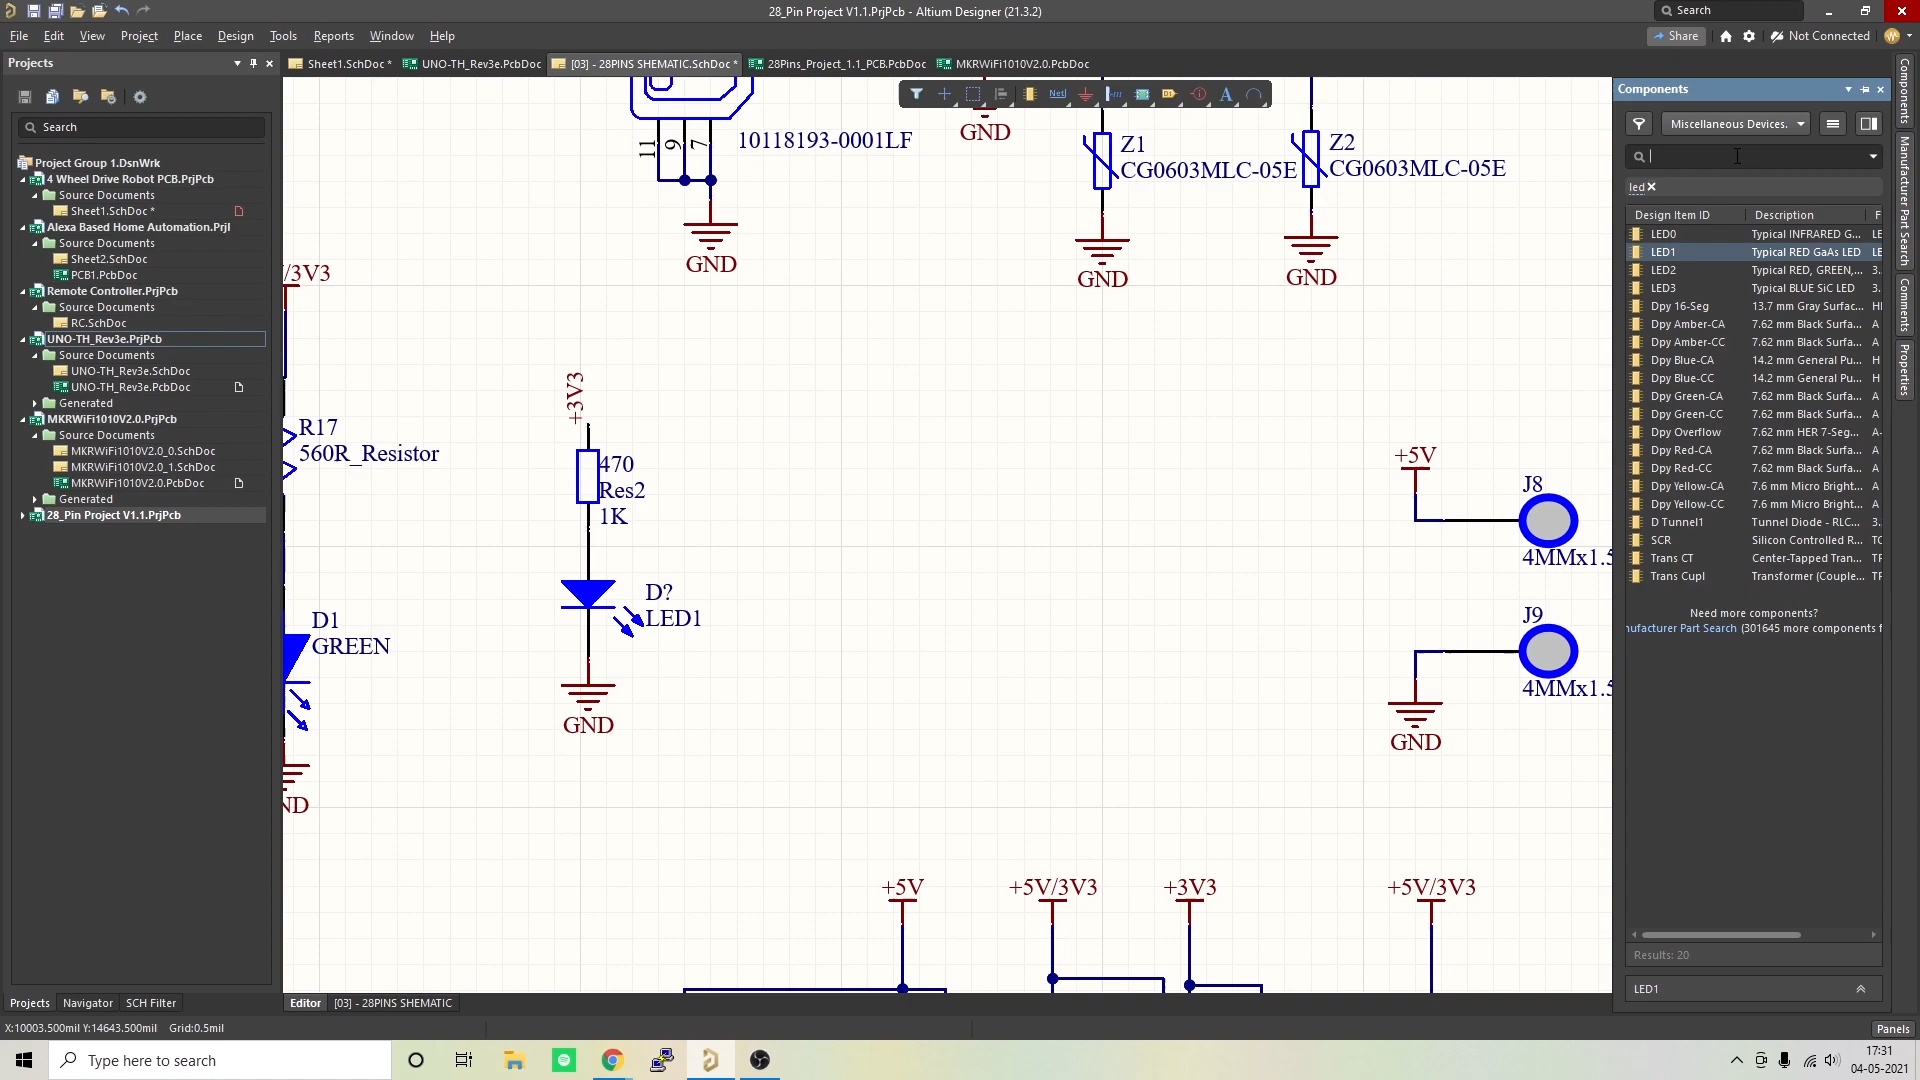 28_Pin Project V1.1.PrjPcb - Altium Designer (21.3.2)
Search
File Edit View Project Place Design Tools Reports Window Help
Share
Not Connected
Projects
Sheet1.SchDoc *
UNO-TH_Rev3e.PcbDoc
[03] - 28PINS SHEMATIC.SchDoc *
28Pins_Project_1.1_PCB.PcbDoc
MKRWiFi1010V2.0.PcbDoc
Search
Project Group 1.DsnWrk
4 Wheel Drive Robot PCB.PrjPcb
Source Documents
Sheet1.SchDoc *
Alexa Based Home Automation.PrjI
Source Documents
Sheet2.SchDoc
PCB1.PcbDoc
Remote Controller.PrjPcb
Source Documents
RC.SchDoc
UNO-TH_Rev3e.PrjPcb
Source Documents
UNO-TH_Rev3e.SchDoc
UNO-TH_Rev3e.PcbDoc
Generated
MKRWiFi1010V2.0.PrjPcb
Source Documents
MKRWiFi1010V2.0_0.SchDoc
MKRWiFi1010V2.0_1.SchDoc
MKRWiFi1010V2.0.PcbDoc
Generated
28_Pin Project V1.1.PrjPcb
Net
A
11 9 7
10118193-0001LF
GND
GND
Z1
CG0603MLC-05E
GND
Z2
CG0603MLC-05E
GND
/3V3
R17
560R_Resistor
D1
GREEN
ND
+3V3
470
Res2
1K
D?
LED1
GND
+5V
J8
4MMx1.5
J9
4MMx1.5
GND
+5V
+5V/3V3
+3V3
+5V/3V3
Components
Miscellaneous Devices.
led
Design Item ID Description F
LED0 Typical INFRARED G... LE
LED1 Typical RED GaAs LED LE
LED2 Typical RED, GREEN,... 3.
LED3 Typical BLUE SiC LED 3.
Dpy 16-Seg 13.7 mm Gray Surfac... HI
Dpy Amber-CA 7.62 mm Black Surfa... A
Dpy Amber-CC 7.62 mm Black Surfa... A
Dpy Blue-CA 14.2 mm General Pu... H
Dpy Blue-CC 14.2 mm General Pu... H
Dpy Green-CA 7.62 mm Black Surfa... A
Dpy Green-CC 7.62 mm Black Surfa... A
Dpy Overflow 7.62 mm HER 7-Seg... A-
Dpy Red-CA 7.62 mm Black Surfa... A
Dpy Red-CC 7.62 mm Black Surfa... A
Dpy Yellow-CA 7.6 mm Micro Bright... A
Dpy Yellow-CC 7.6 mm Micro Bright... A
D Tunnel1 Tunnel Diode - RLC... 3.
SCR Silicon Controlled R... TC
Trans CT Center-Tapped Tran... TF
Trans Cupl Transformer (Couple... TF
Need more components?
nufacturer Part Search (301645 more components f
Results: 20
LED1
Components
Manufacturer Part Search
Comments
Properties
Projects Navigator SCH Filter
Editor [03] - 28PINS SHEMATIC
X:10003.500mil Y:14643.500mil Grid:0.5mil
Panels
Type here to search
17:31
04-05-2021